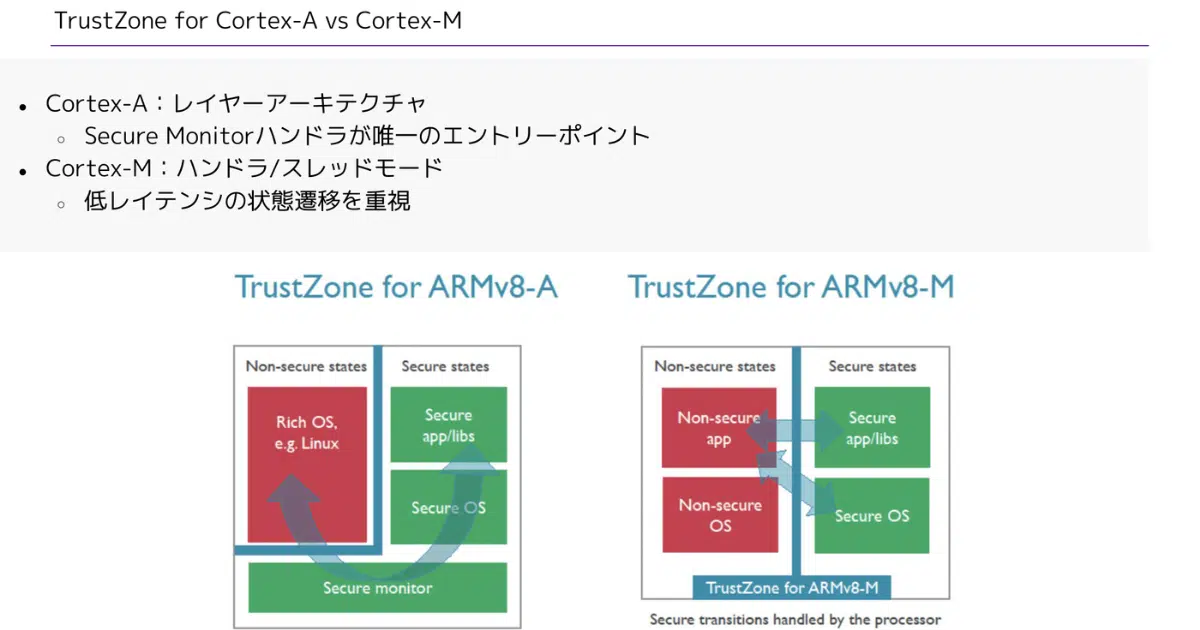 TrustZone for Cortex-A vs Cortex-M
Cortex-A：レイヤーアーキテクチャ
Secure Monitorハンドラが唯一のエントリーポイント
Cortex-M：ハンドラ/スレッドモード
低レイテンシの状態遷移を重視
TrustZone for ARMv8-A
Non-secure states
Secure states
Rich OS,
e.g. Linux
Secure
app/libs
Secure OS
Secure monitor
TrustZone for ARMv8-M
Non-secure states
Secure states
Non-secure
app
Secure
app/libs
Non-secure
OS
Secure OS
TrustZone for ARMv8-M
Secure transitions handled by the processor